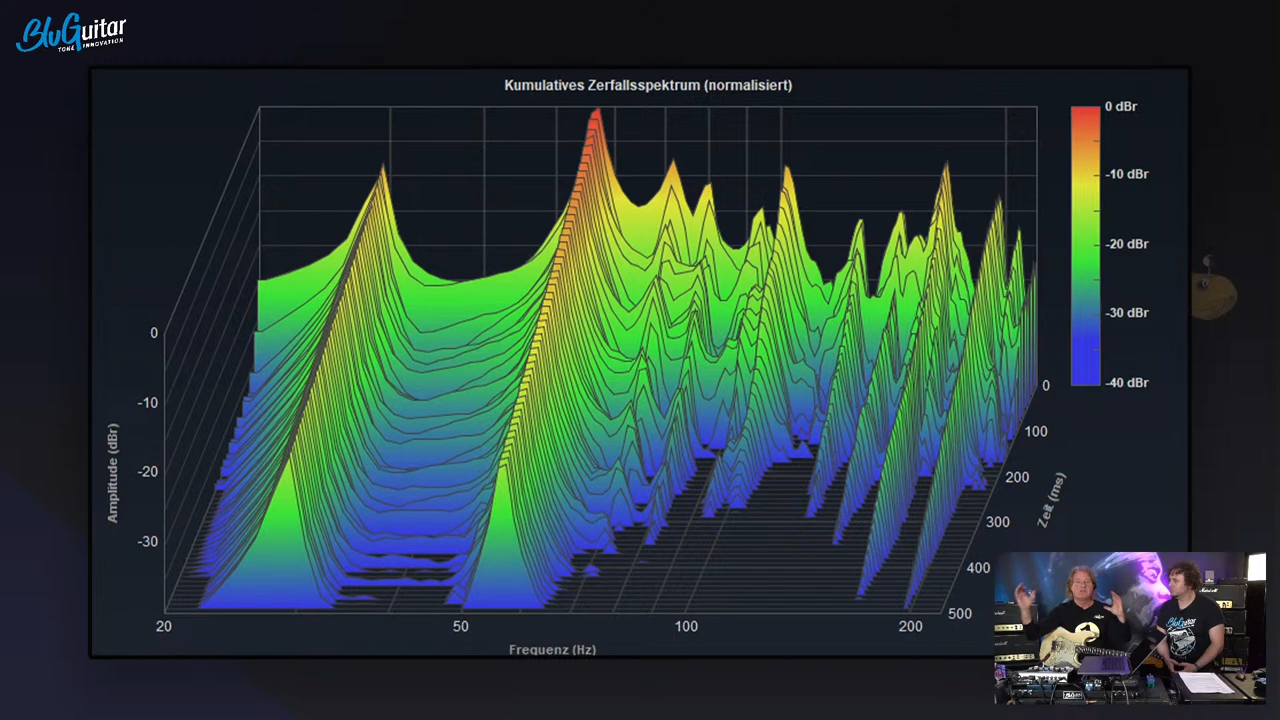 BluGuitar
TONE INNOVATION
Kumulatives Zerfallsspektrum (normalisiert)
0 dBr
-10 dBr
-20 dBr
-30 dBr
-40 dBr
0
-10
-20
-30
Amplitude (dBr)
0
100
200
300
400
500
Zeit (ms)
20
50
100
200
Frequenz (Hz)